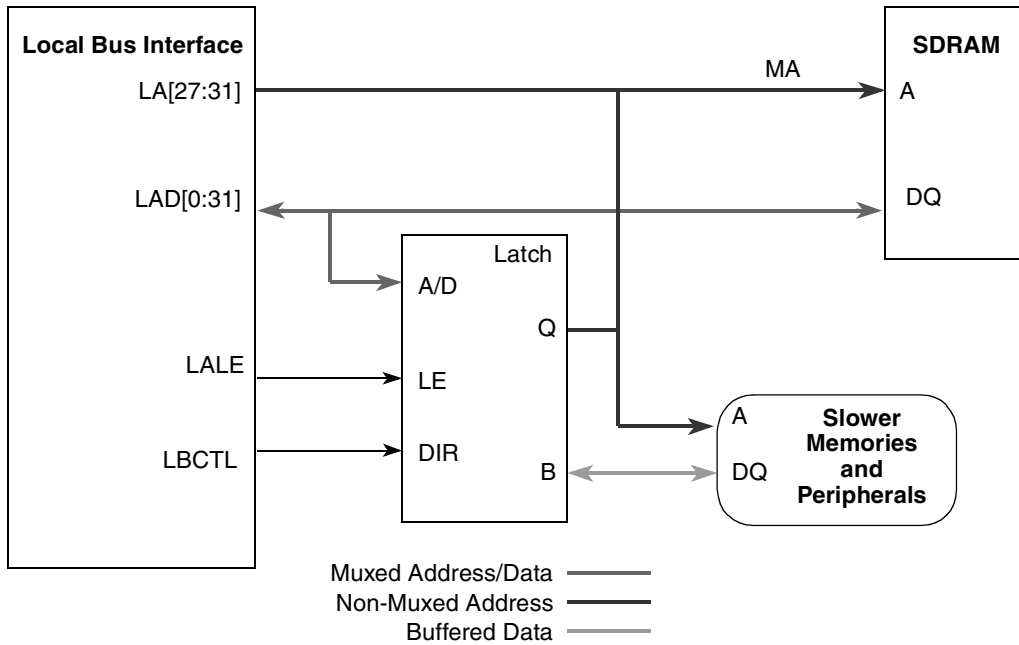 Local Bus Interface
LA[27:31]
LAD[0:31]
LALE
LBCTL
MA
SDRAM
A
DQ
Latch
A/D
Q
LE
DIR
B
A
DQ
Slower
Memories
and
Peripherals
Muxed Address/Data
Non-Muxed Address
Buffered Data